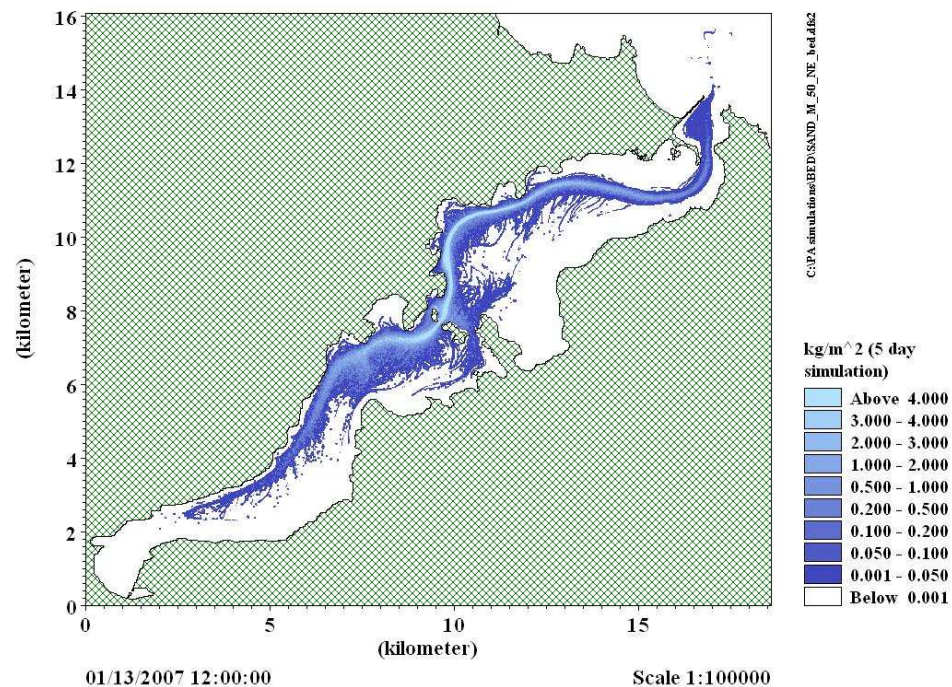 16
14
12
10
8
6
4
2
0
(kilometer)
0 5 10 15
(kilometer)
01/13/2007 12:00:00
Scale 1:100000
C:\PA simulations\BED\SAND_M_50_NE_bed.dfs2
kg/m^2 (5 day
simulation)
Above 4.000
3.000 - 4.000
2.000 - 3.000
1.000 - 2.000
0.500 - 1.000
0.200 - 0.500
0.100 - 0.200
0.050 - 0.100
0.001 - 0.050
Below 0.001